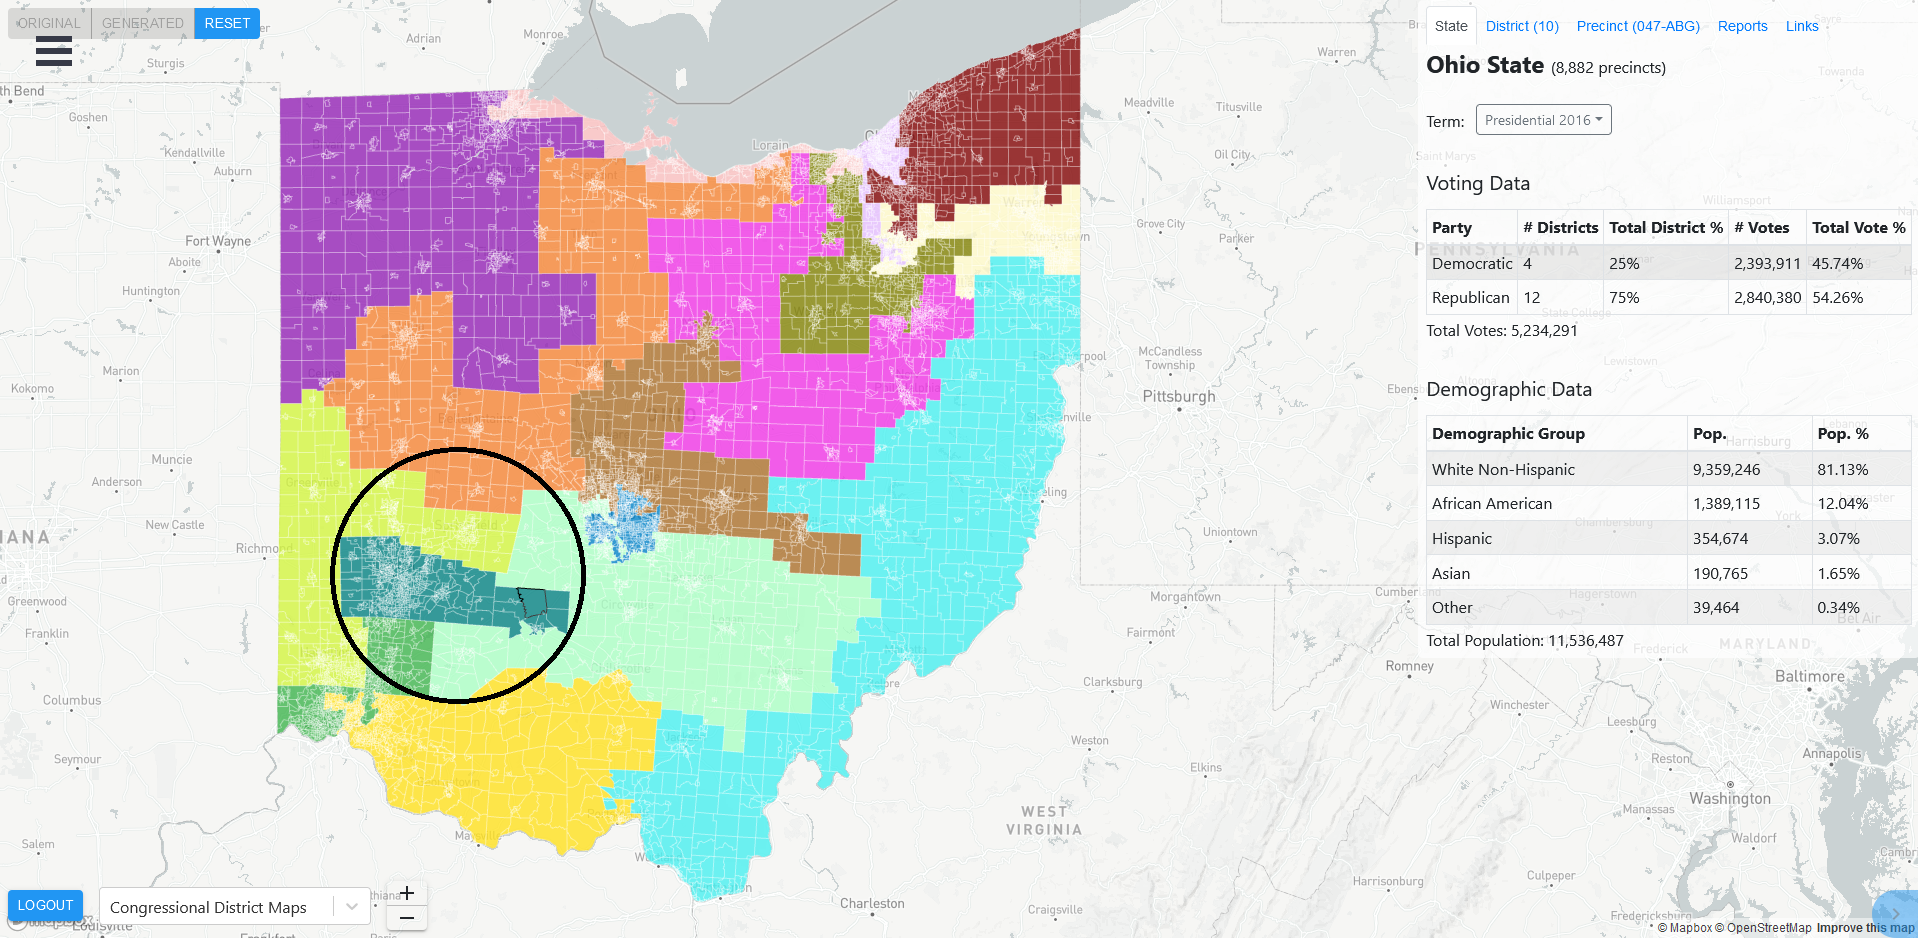 ORIGINAL GENERATED RESET
State District (10) Precinct (047-ABG) Reports Links
Ohio State (8,882 precincts)
Term: Presidential 2016
Voting Data
Party # Districts Total District % # Votes Total Vote %
Democratic 4 25% 2,393,911 45.74%
Republican 12 75% 2,840,380 54.26%
Total Votes: 5,234,291
Demographic Data
Demographic Group Pop. Pop. %
White Non-Hispanic 9,359,246 81.13%
African American 1,389,115 12.04%
Hispanic 354,674 3.07%
Asian 190,765 1.65%
Other 39,464 0.34%
Total Population: 11,536,487
Adrian
Monroe
Sturgis
th Bend
Goshen
Kendallville
Auburn
Fort Wayne
Aboite
Huntington
Marion
Kokomo
Muncie
Anderson
New Castle
IANA
Richmond
Greenwood
Franklin
Columbus
Seymour
Salem
Louisville
Frankfort
Lorain
Warren
Meadville
Titusville
Oil City
Grove City
Parker
PENNSYLVANIA
McCandless
Township
Pittsburgh
Uniontown
Morgantown
Fairmont
Clarksburg
Weston
Elkins
WEST
VIRGINIA
Charleston
Craigsville
Harrisonburg
Culpeper
Winchester
Romney
Leesburg
Reston
Manassas
Washington
Waldorf
Annapolis
Baltimore
MARYLAND
Frederick
Hagerstown
Bel Air
Harrisburg
York
Chambersburg
State College
Williamsport
Towanda
Sayre
Saint Marys
Fredericksburg
Circleville
Chillicothe
Youngstown
LOGOUT
Congressional District Maps
+
−
mapbox
© Mapbox © OpenStreetMap Improve this map